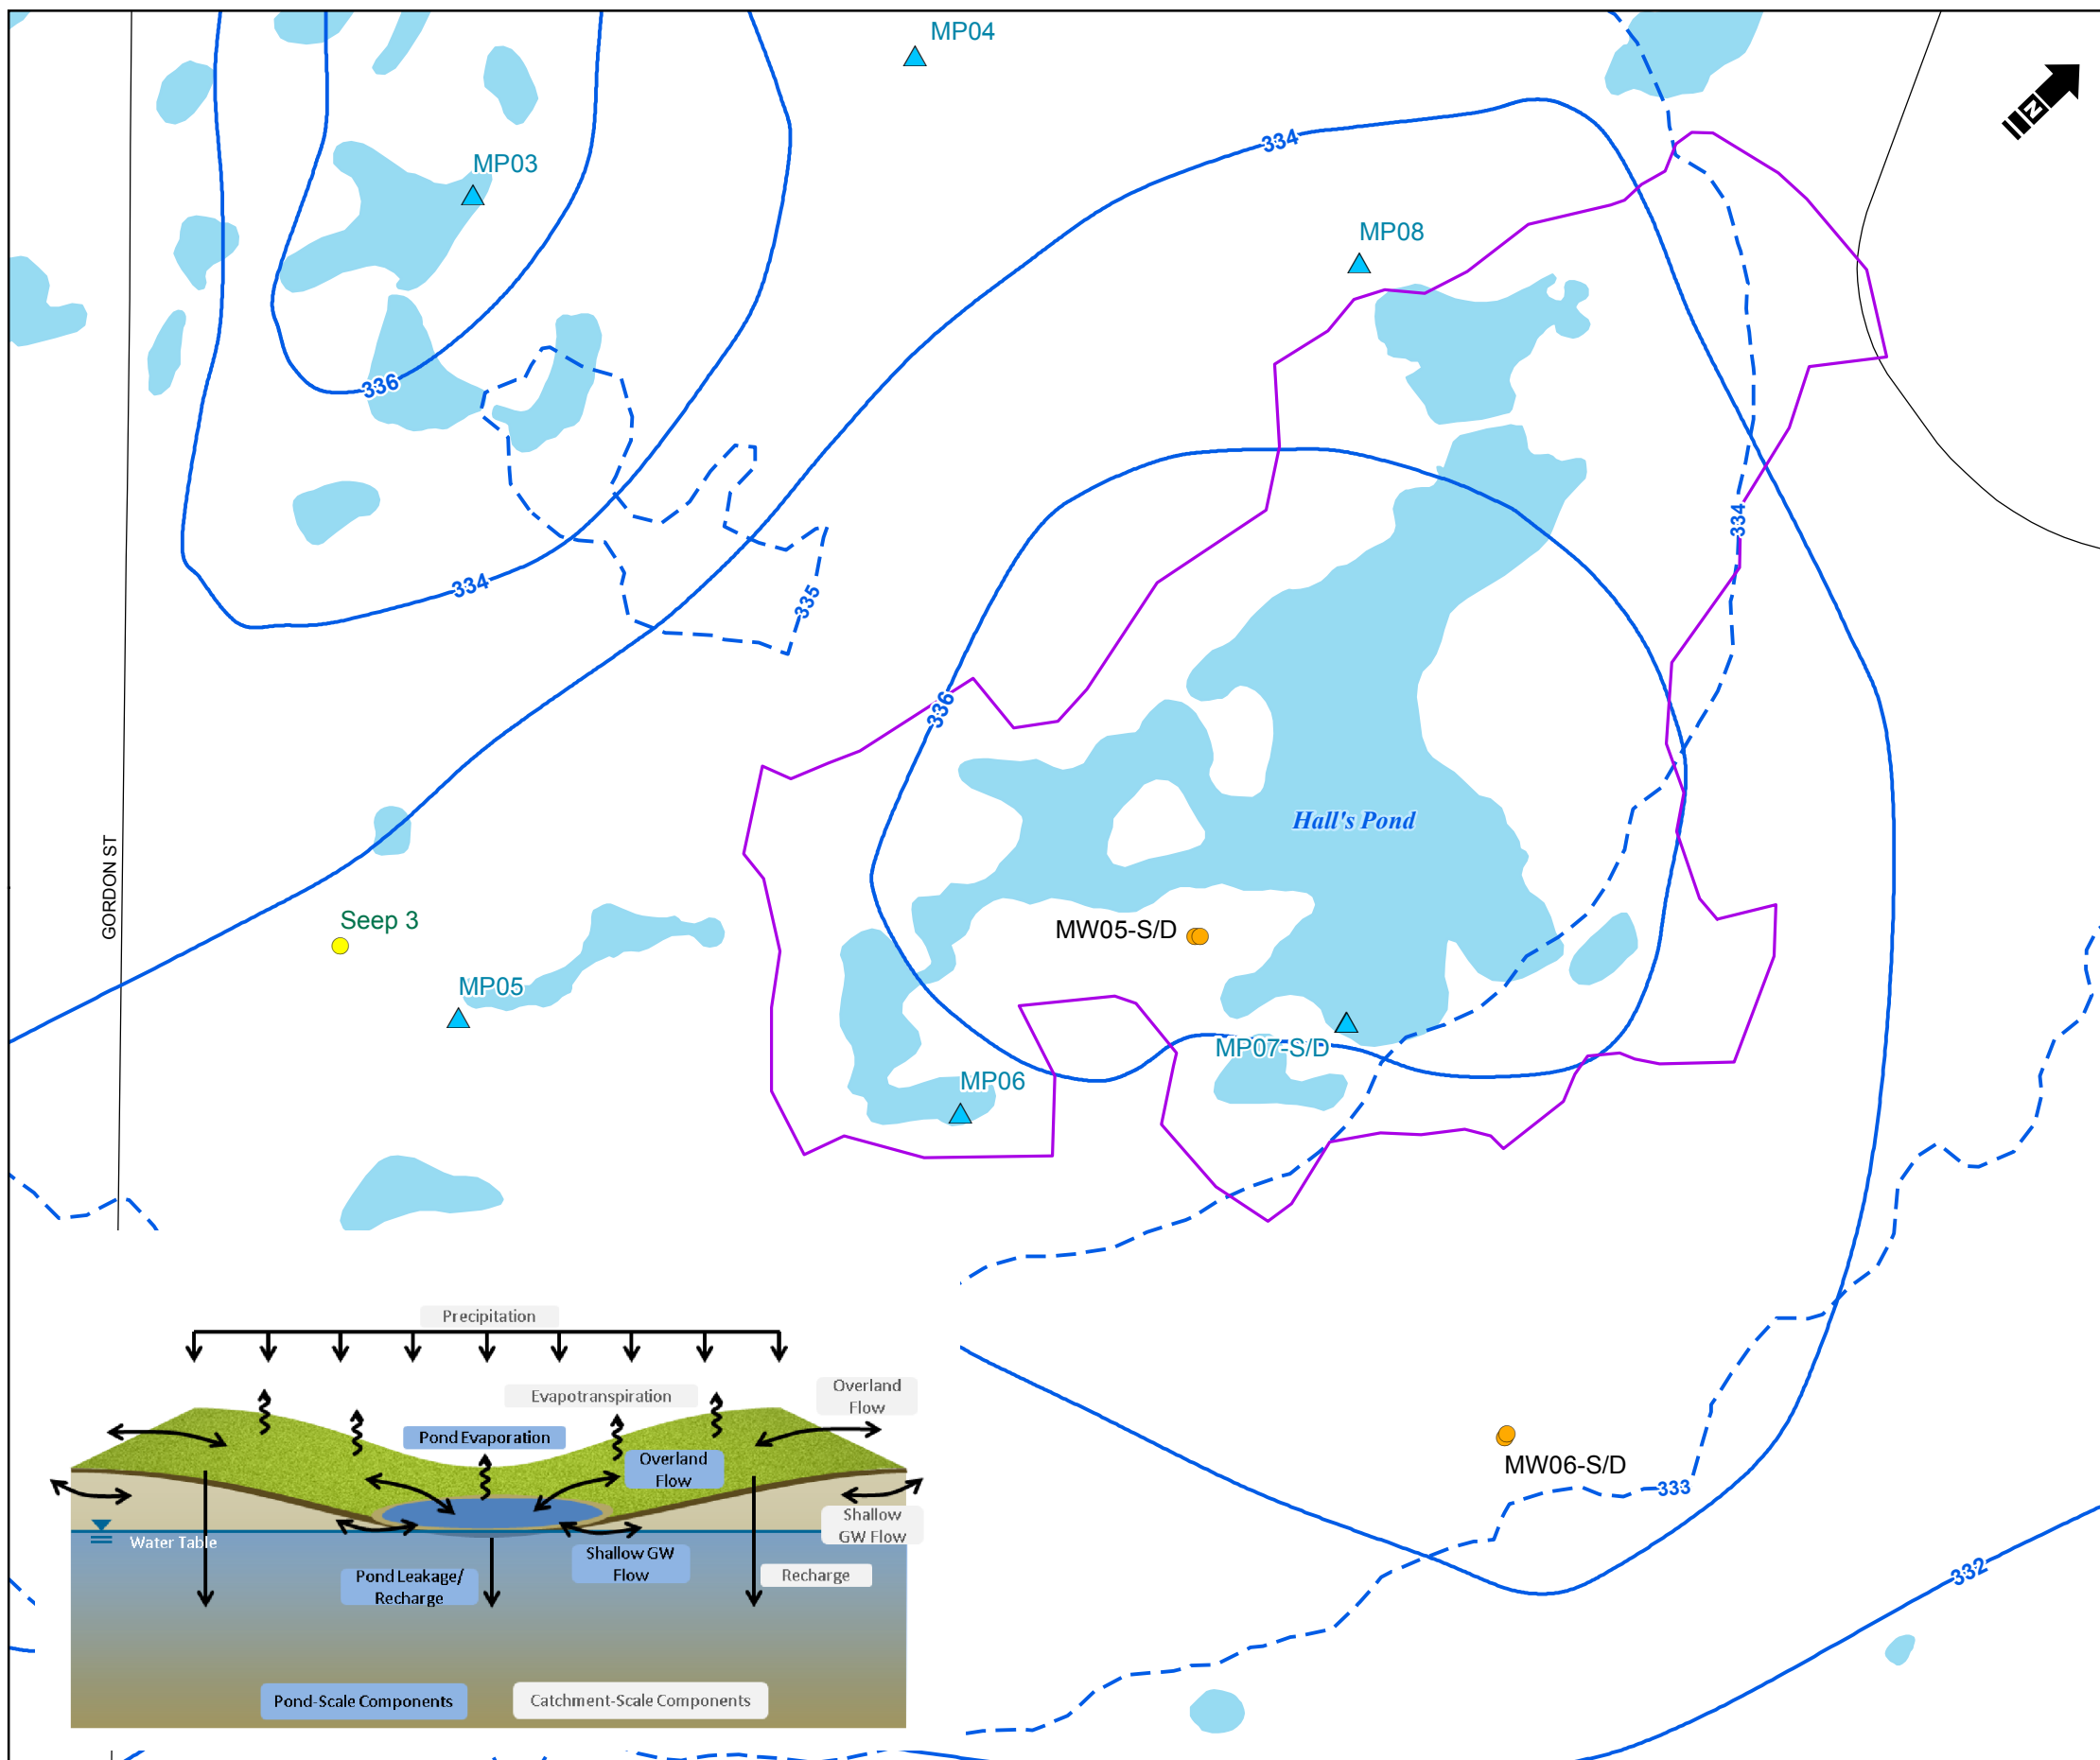 MP04
N
334
MP03
MP08
336
334
334
335
336
Hall's Pond
GORDON ST
Seep 3
MW05-S/D
MP05
MP07-S/D
MP06
Precipitation
Evapotranspiration
Overland
Flow
Pond Evaporation
Overland
Flow
MW06-S/D
333
Shallow
GW Flow
Water Table
Shallow GW
Flow
Pond Leakage/
Recharge
Recharge
332
Pond-Scale Components
Catchment-Scale Components